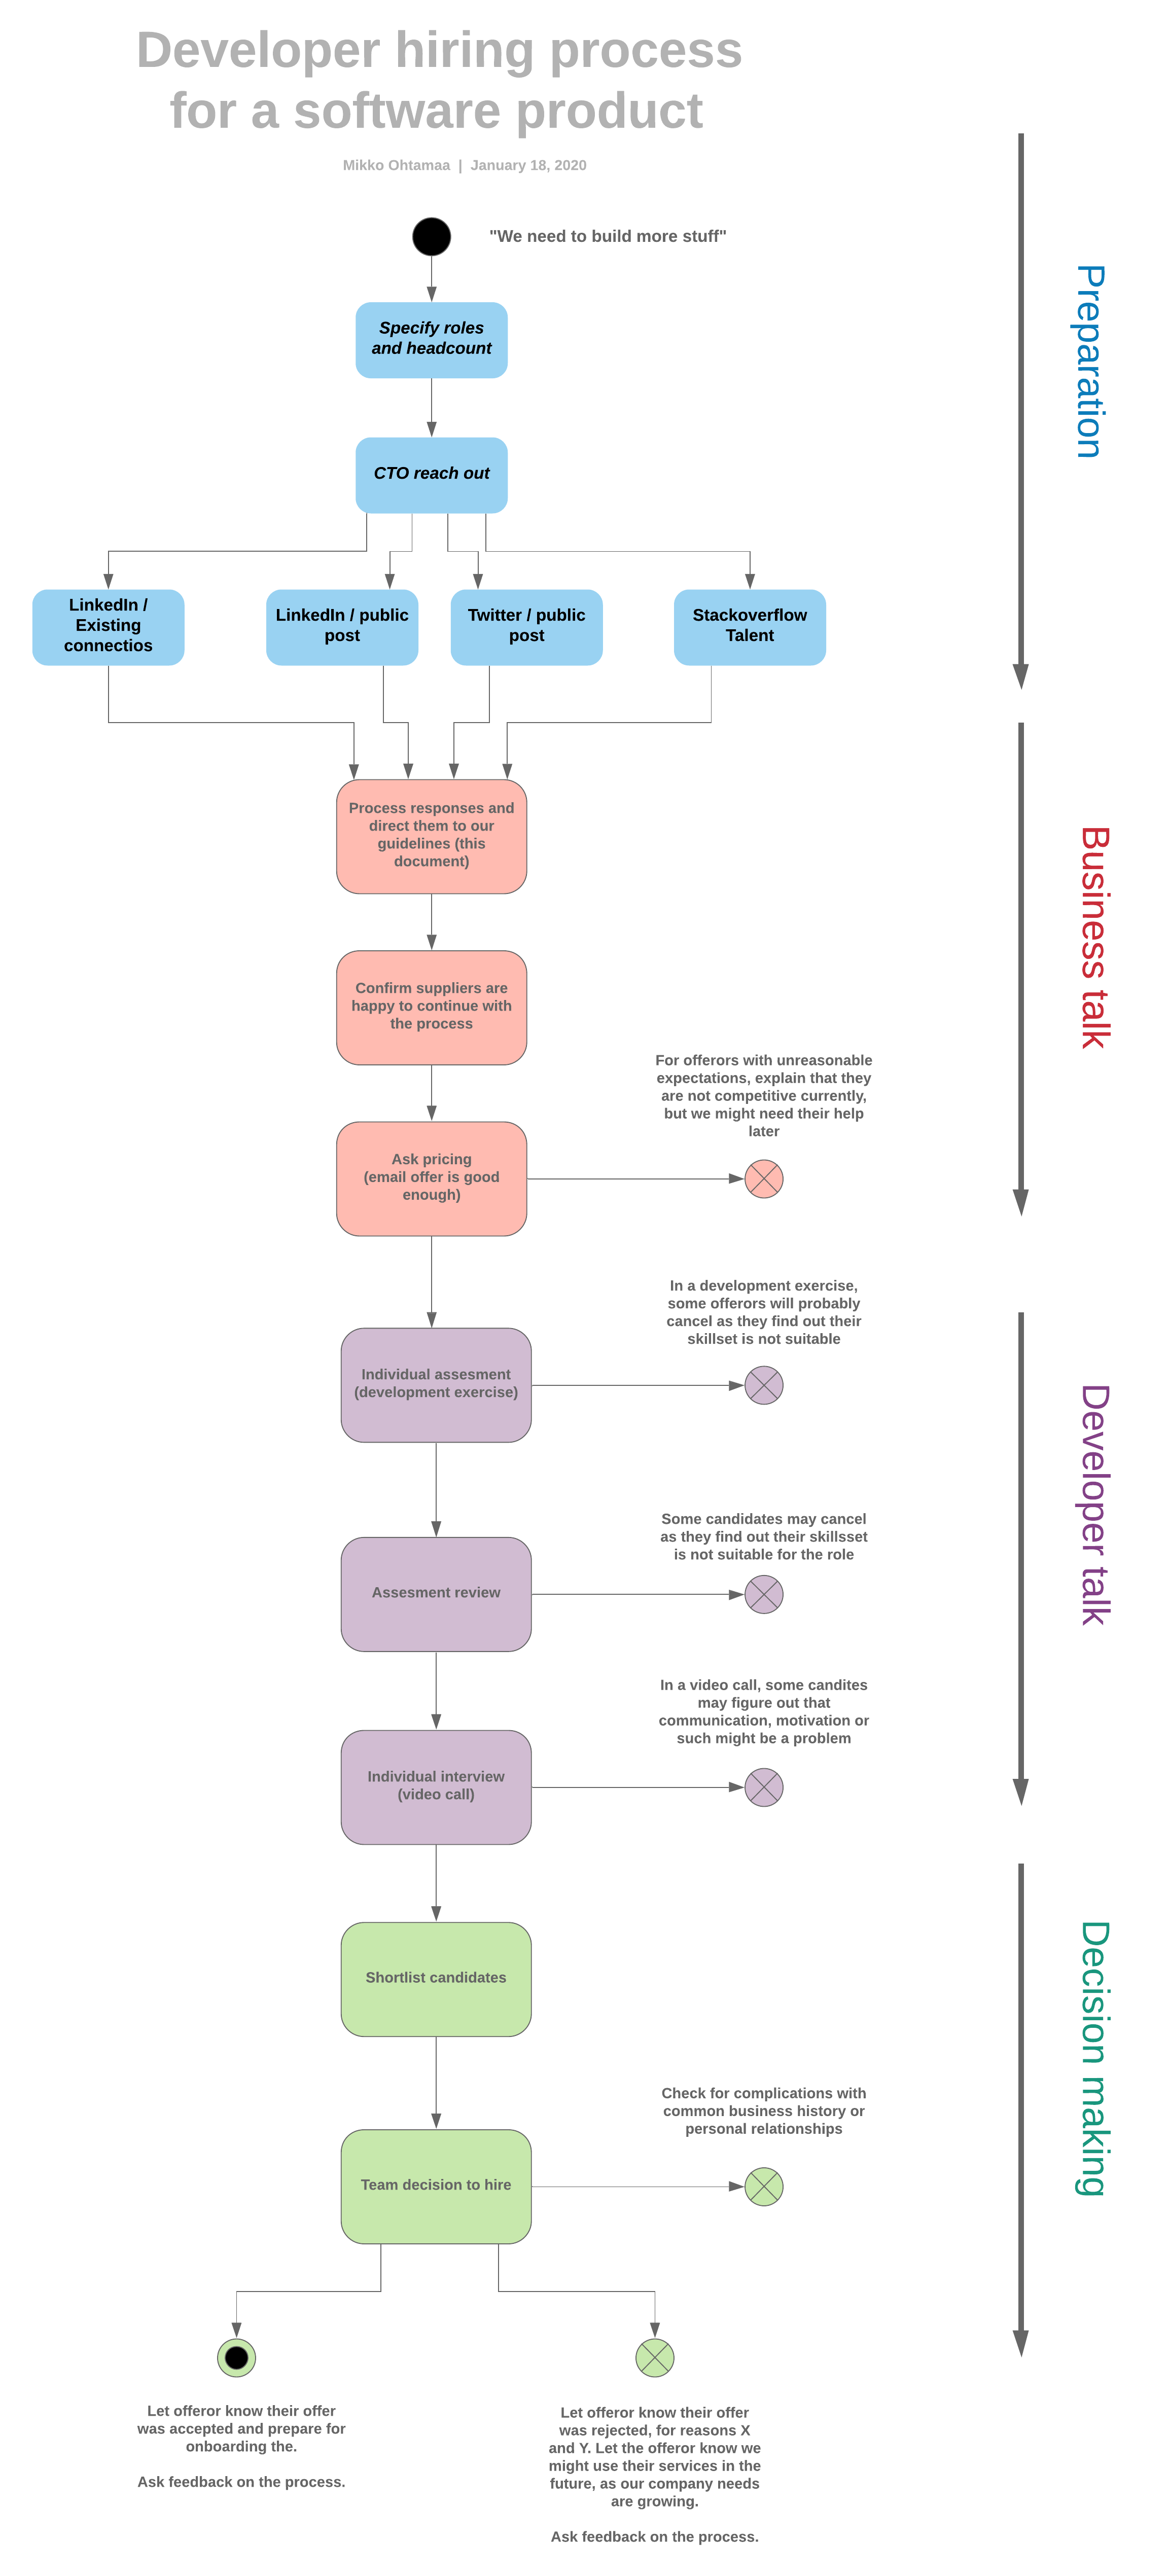 Developer hiring process
for a software product
Mikko Ohtamaa | January 18, 2020
"We need to build more stuff"
Preparation
Specify roles
and headcount
CTO reach out
LinkedIn /
Existing
connectios
LinkedIn / public
post
Twitter / public
post
Stackoverflow
Talent
Business talk
Process responses and
direct them to our
guidelines (this
document)
Confirm suppliers are
happy to continue with
the process
For offerors with unreasonable
expectations, explain that they
are not competitive currently,
but we might need their help
later
Ask pricing
(email offer is good
enough)
Developer talk
In a development exercise,
some offerors will probably
cancel as they find out their
skillset is not suitable
Individual assesment
(development exercise)
Some candidates may cancel
as they find out their skillsset
is not suitable for the role
Assesment review
In a video call, some candites
may figure out that
communication, motivation or
such might be a problem
Individual interview
(video call)
Decision making
Shortlist candidates
Check for complications with
common business history or
personal relationships
Team decision to hire
Let offeror know their offer
was accepted and prepare for
onboarding the.
Ask feedback on the process.
Let offeror know their offer
was rejected, for reasons X
and Y. Let the offeror know we
might use their services in the
future, as our company needs
are growing.
Ask feedback on the process.